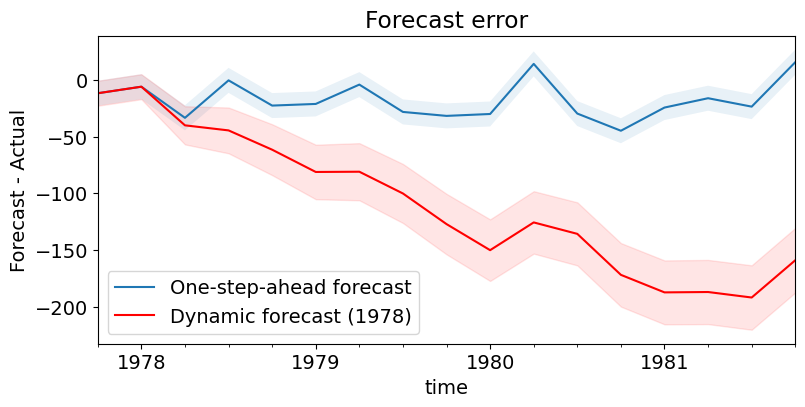 Forecast error
Forecast - Actual
0
−50
−100
−150
−200
One-step-ahead forecast
Dynamic forecast (1978)
1978 1979 1980 1981
time